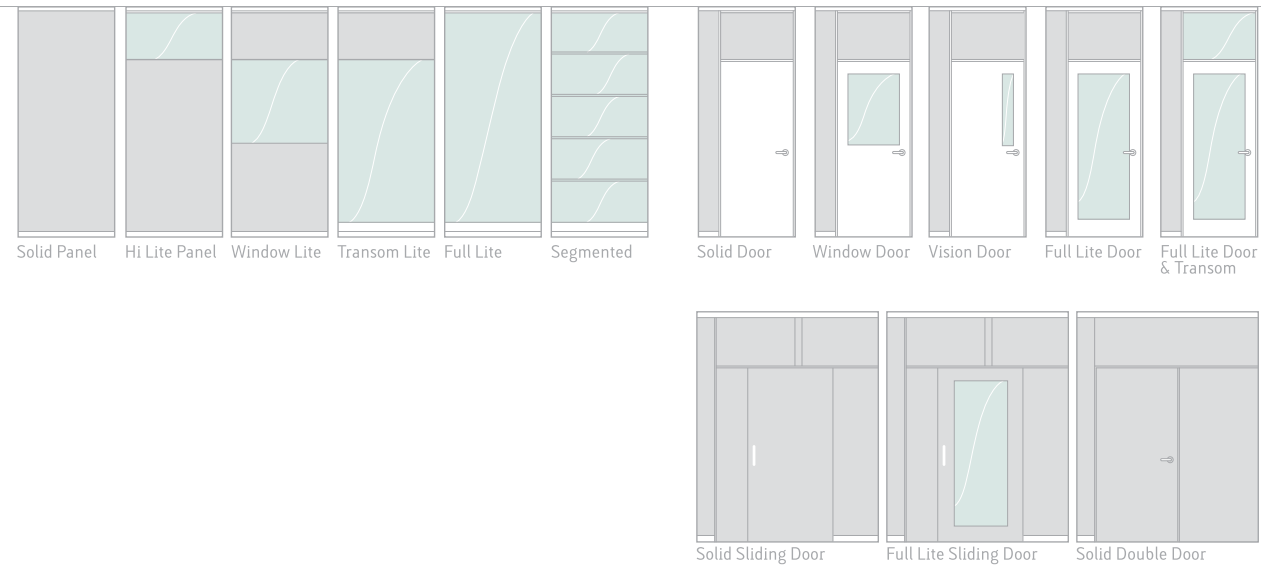 Solid Panel
Hi Lite Panel
Window Lite
Transom Lite
Full Lite
Segmented
Solid Door
Window Door
Vision Door
Full Lite Door
Full Lite Door
& Transom
Solid Sliding Door
Full Lite Sliding Door
Solid Double Door